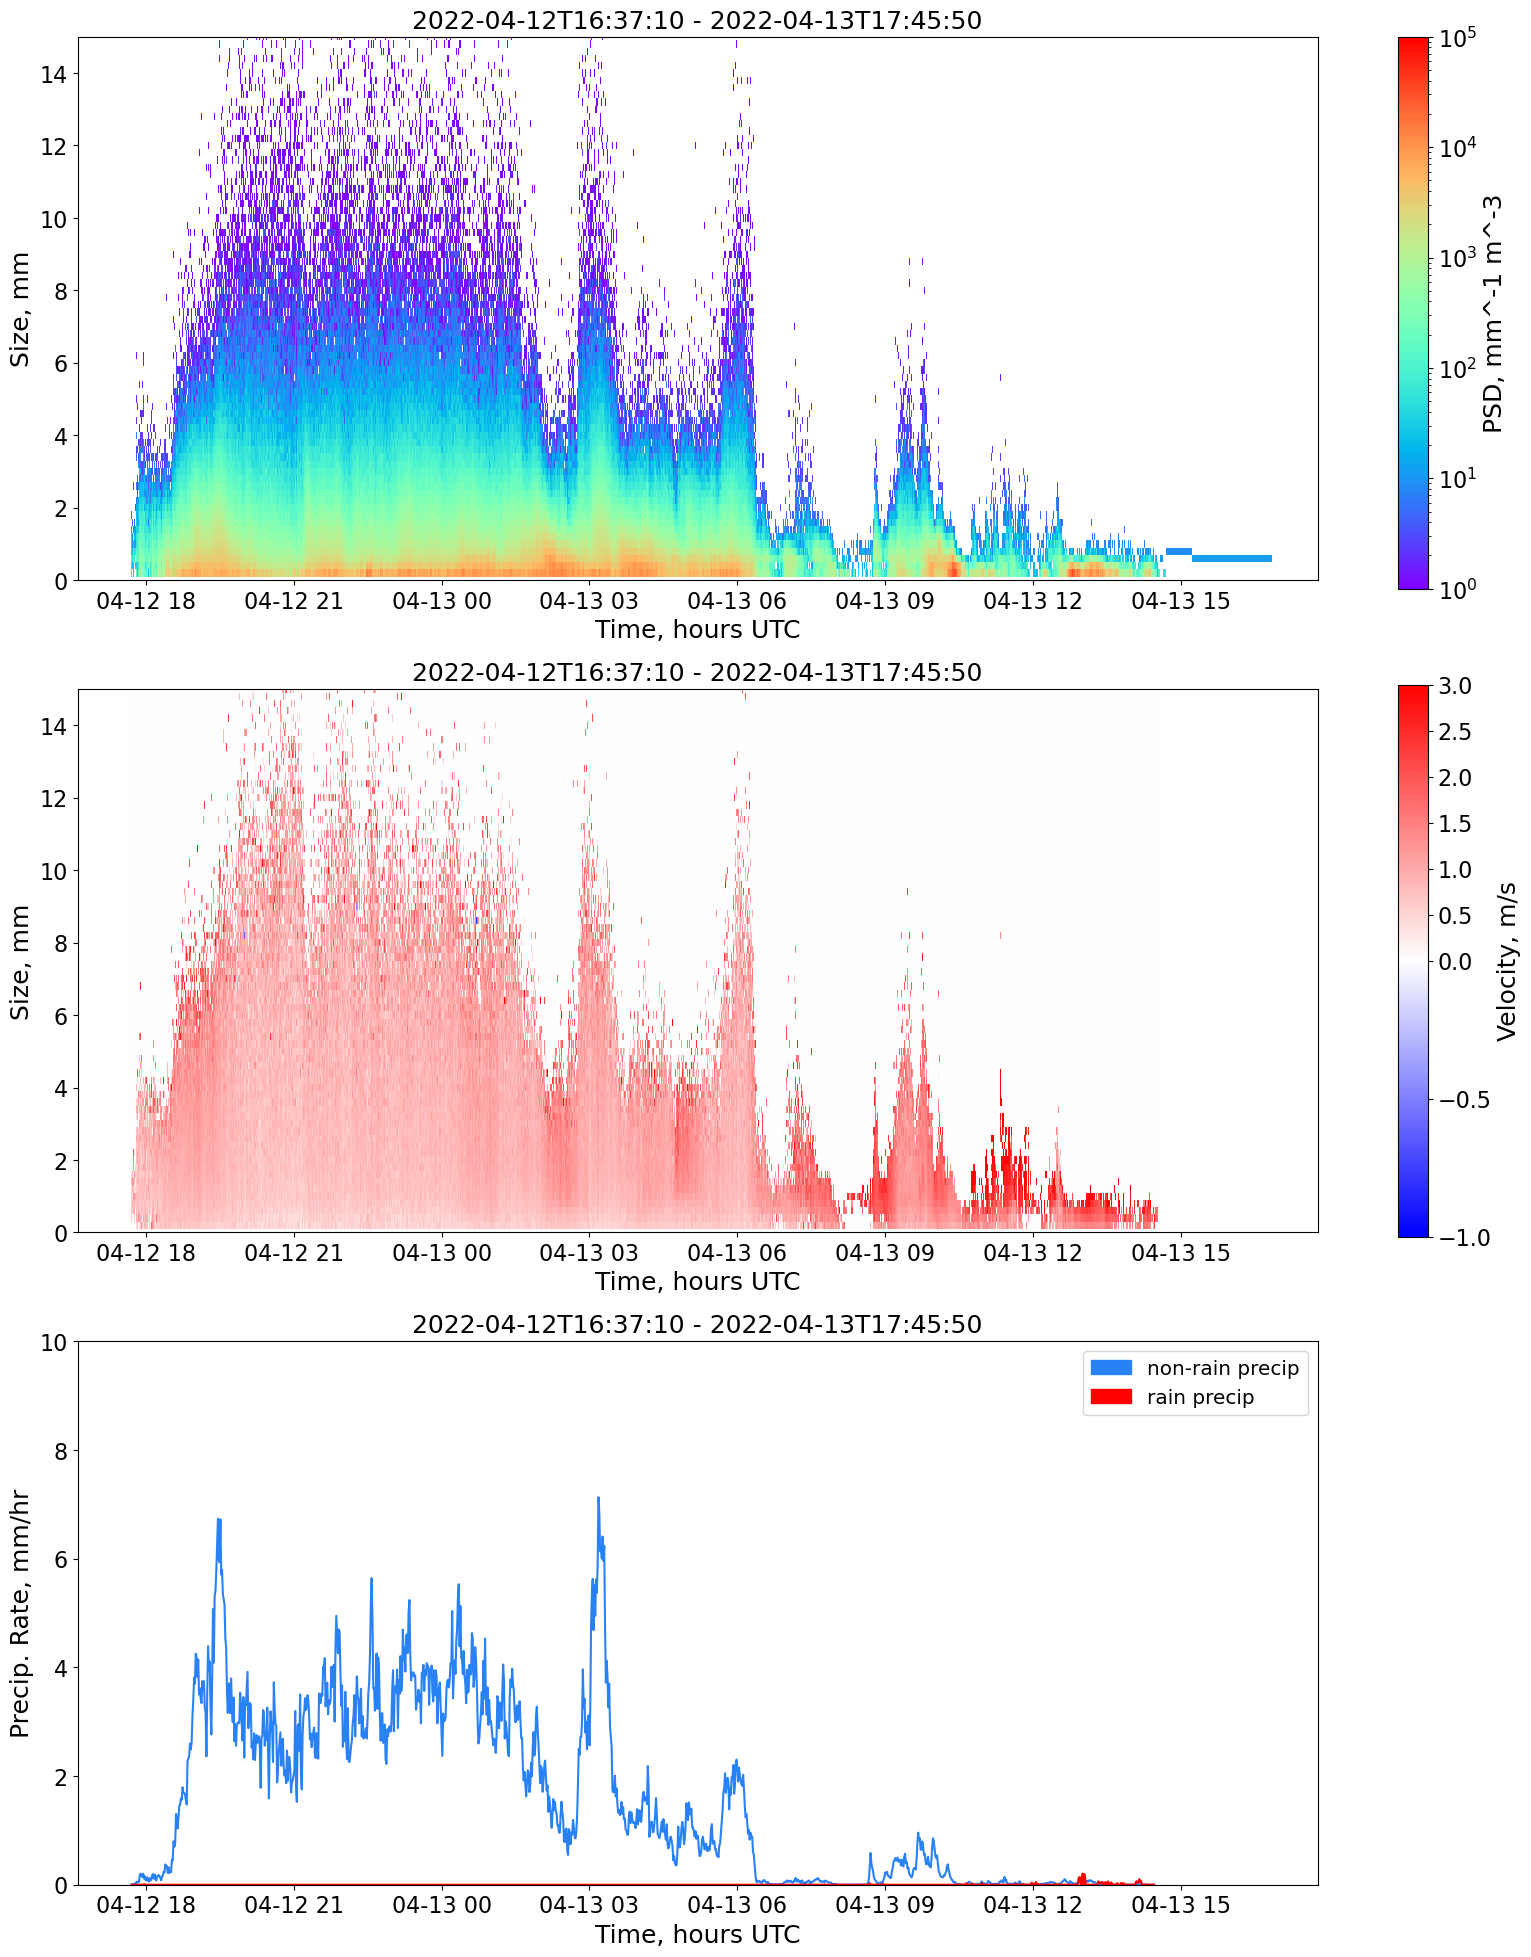 2022-04-12T16:37:10 - 2022-04-13T17:45:50
Size, mm
14
12
10
8
6
4
2
0
04-12 18 04-12 21 04-13 00 04-13 03 04-13 06 04-13 09 04-13 12 04-13 15
Time, hours UTC
10^5
10^4
10^3
10^2
10^1
10^0
PSD, mm^-1 m^-3
2022-04-12T16:37:10 - 2022-04-13T17:45:50
Size, mm
14
12
10
8
6
4
2
0
04-12 18 04-12 21 04-13 00 04-13 03 04-13 06 04-13 09 04-13 12 04-13 15
Time, hours UTC
3.0
2.5
2.0
1.5
1.0
0.5
0.0
−0.5
−1.0
Velocity, m/s
2022-04-12T16:37:10 - 2022-04-13T17:45:50
Precip. Rate, mm/hr
10
8
6
4
2
0
non-rain precip
rain precip
04-12 18 04-12 21 04-13 00 04-13 03 04-13 06 04-13 09 04-13 12 04-13 15
Time, hours UTC